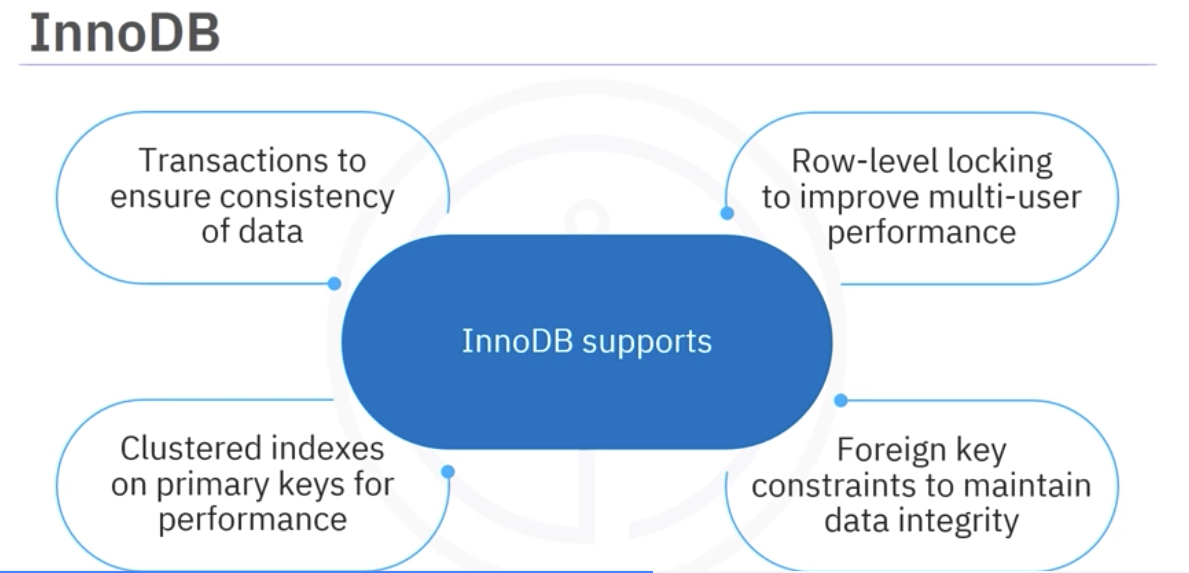 InnoDB
Transactions to
ensure consistency
of data
Row-level locking
to improve multi-user
performance
InnoDB supports
Clustered indexes
on primary keys for
performance
Foreign key
constraints to maintain
data integrity